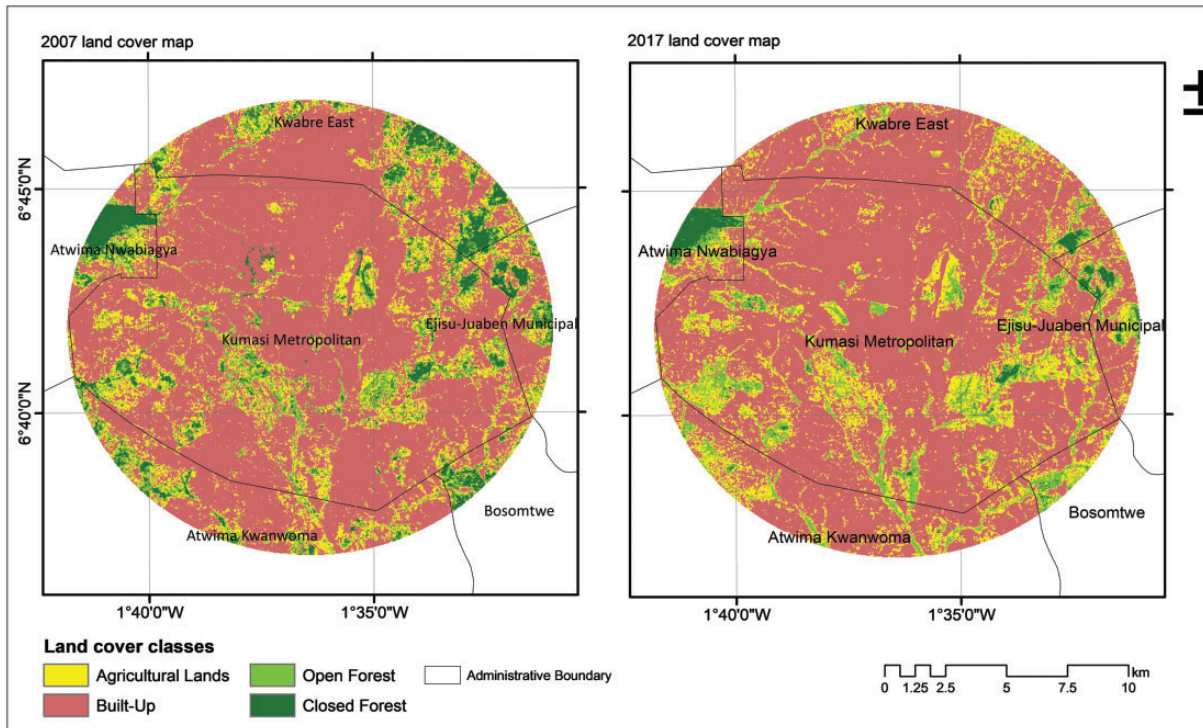 2007 land cover map
2017 land cover map
Kwabre East
Atwima Nwabiagya
Ejisu-Juaben Municipal
Kumasi Metropolitan
Bosomtwe
Atwima Kwanwoma
6°45'0"N
6°40'0"N
1°40'0"W
1°35'0"W
Kwabre East
Atwima Nwabiagya
Ejisu-Juaben Municipal
Kumasi Metropolitan
Bosomtwe
Atwima Kwanwoma
1°40'0"W
1°35'0"W
Land cover classes
Agricultural Lands
Open Forest
Administrative Boundary
Built-Up
Closed Forest
km
0 1.25 2.5 5 7.5 10